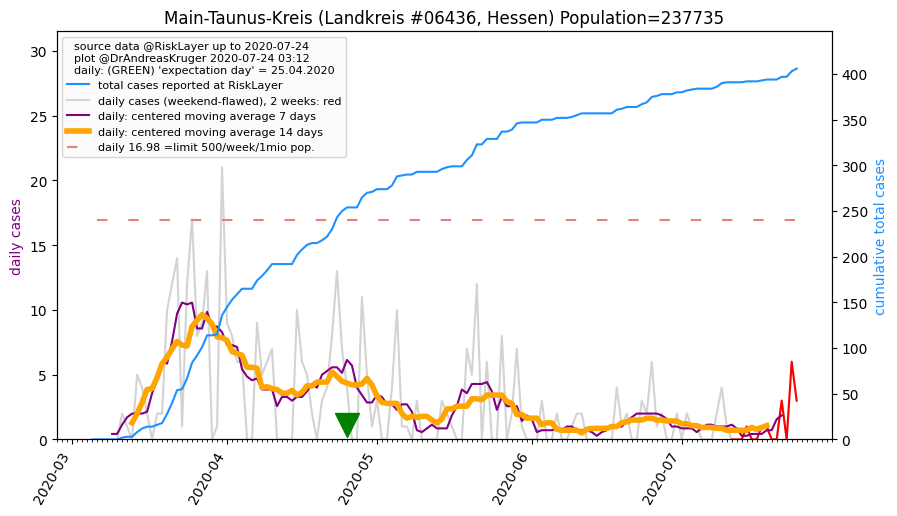 Main-Taunus-Kreis (Landkreis #06436, Hessen) Population=237735
source data @RiskLayer up to 2020-07-24
plot @DrAndreasKruger 2020-07-24 03:12
daily: (GREEN) 'expectation day' = 25.04.2020
total cases reported at RiskLayer
daily cases (weekend-flawed), 2 weeks: red
daily: centered moving average 7 days
daily: centered moving average 14 days
daily 16.98 =limit 500/week/1mio pop.
daily cases
30
25
20
15
10
5
0
cumulative total cases
400
350
300
250
200
150
100
50
0
2020-03
2020-04
2020-05
2020-06
2020-07